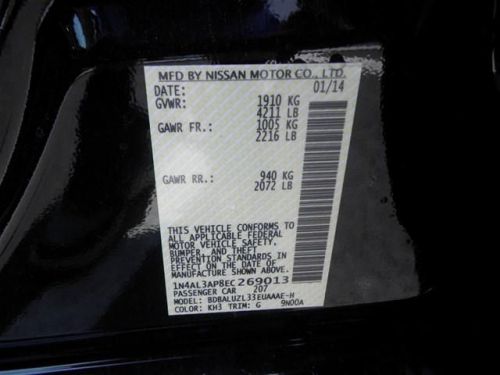 MFD BY NISSAN MOTOR CO., LTD.
DATE: 01/14
GVWR: 1910 KG
4211 LB
GAWR FR.: 1005 KG
2216 LB
GAWR RR.: 940 KG
2072 LB
THIS VEHICLE CONFORMS TO
ALL APPLICABLE FEDERAL
MOTOR VEHICLE SAFETY,
BUMPER, AND THEFT
PREVENTION STANDARDS IN
EFFECT ON THE DATE OF
MANUFACTURE SHOWN ABOVE.
1N4AL3AP8EC269013
PASSENGER CAR 207
MODEL: BDBALUZL33EUAAAE-H
COLOR: KH3 TRIM: G 9N00A